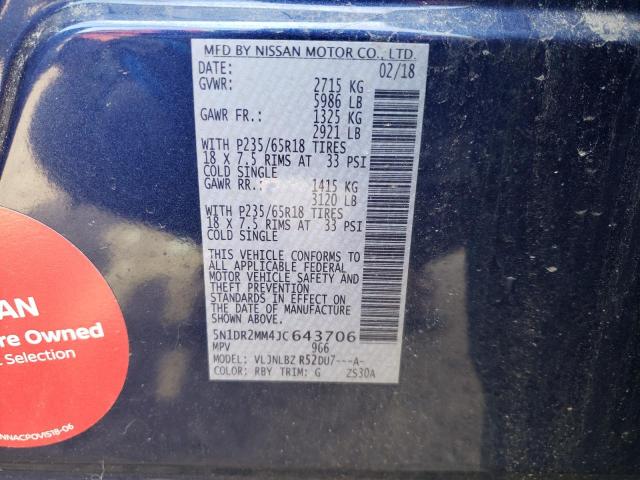 MFD BY NISSAN MOTOR CO., LTD.
DATE: 02/18
GVWR: 2715 KG
5986 LB
GAWR FR.: 1325 KG
2921 LB
WITH P235/65R18 TIRES
18 X 7.5 RIMS AT 33 PSI
COLD SINGLE
GAWR RR.: 1415 KG
3120 LB
WITH P235/65R18 TIRES
18 X 7.5 RIMS AT 33 PSI
COLD SINGLE
THIS VEHICLE CONFORMS TO
ALL APPLICABLE FEDERAL
MOTOR VEHICLE SAFETY AND
THEFT PREVENTION
STANDARDS IN EFFECT ON
THE DATE OF MANUFACTURE
SHOWN ABOVE.
5N1DR2MM4JC643706
MPV 966
MODEL: VLJNLBZ R52DU7---A-
COLOR: RBY TRIM: G ZS30A
AN
re Owned
Selection
NNACPOVIS18-06